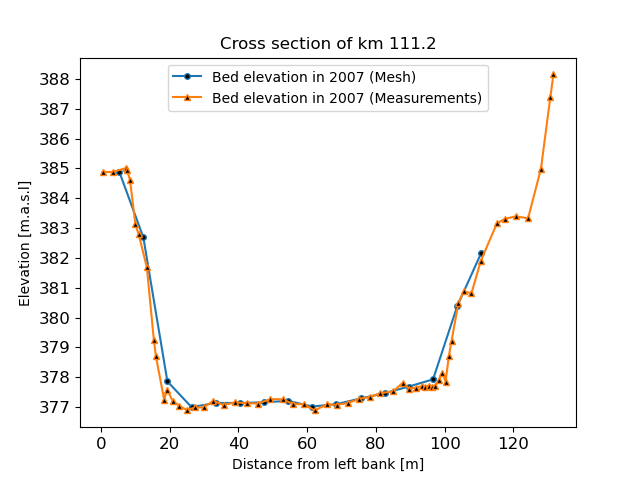 Cross section of km 111.2
Bed elevation in 2007 (Mesh)
Bed elevation in 2007 (Measurements)
Elevation [m.a.s.l]
388
387
386
385
384
383
382
381
380
379
378
377
0 20 40 60 80 100 120
Distance from left bank [m]